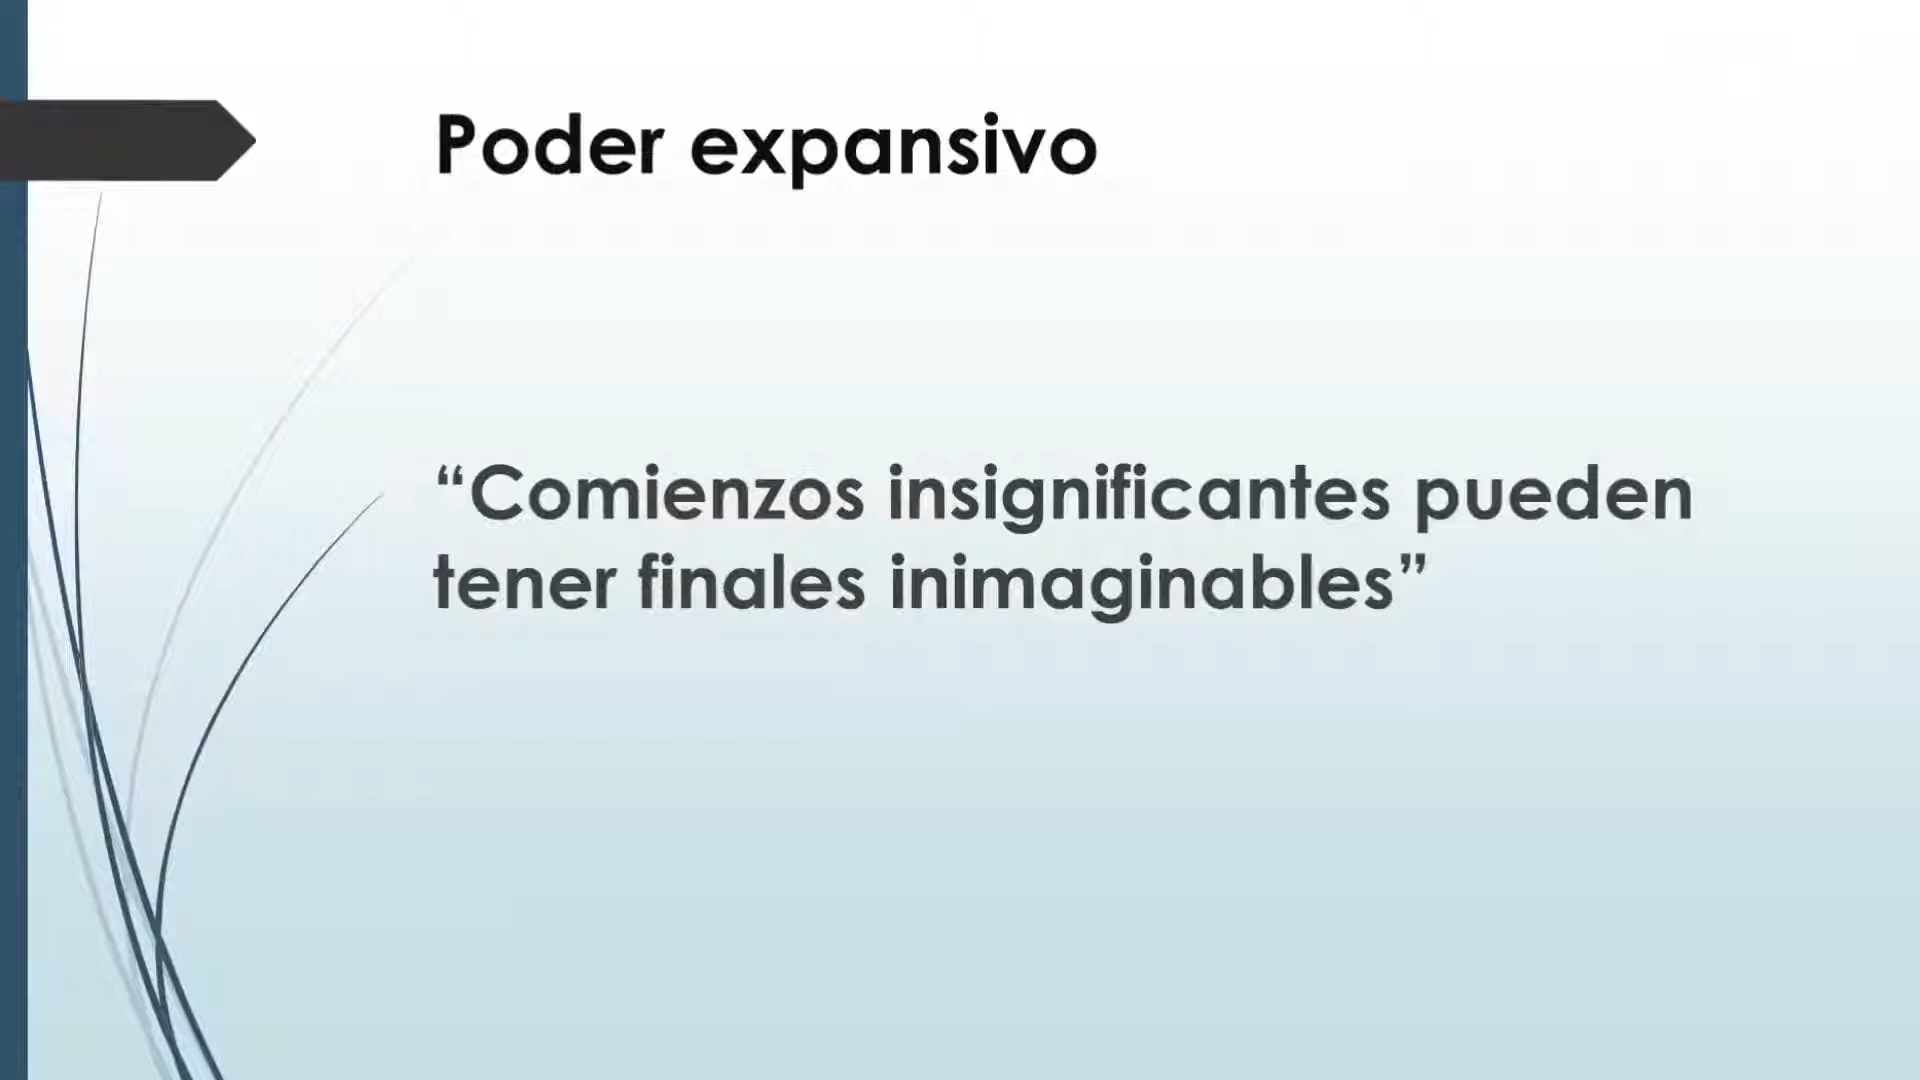 Poder expansivo
“Comienzos insignificantes pueden
tener finales inimaginables”